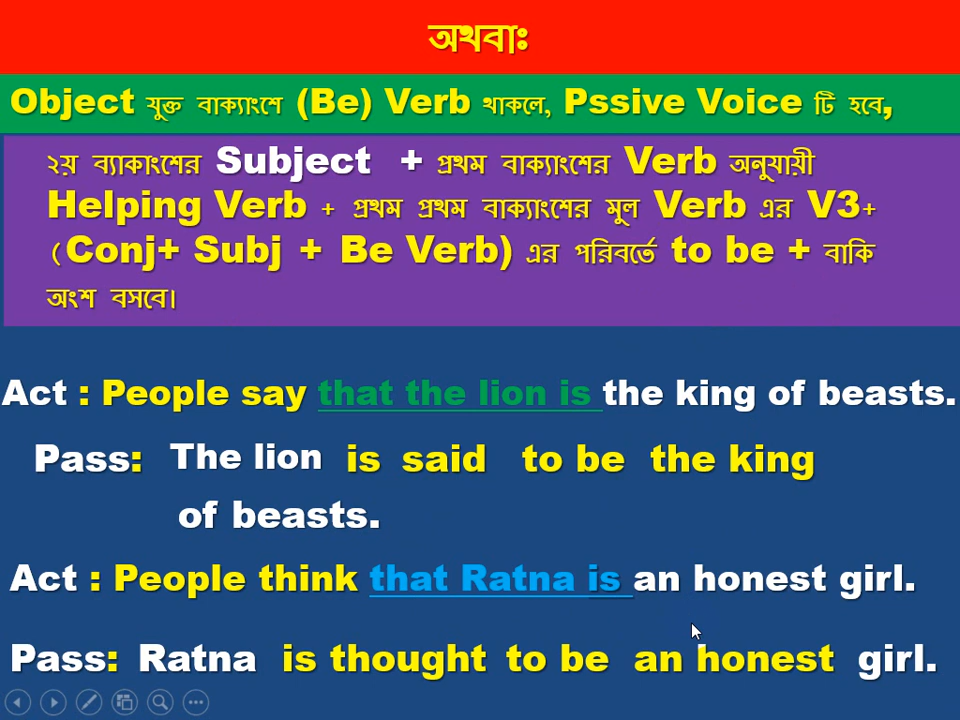 অথবাঃ
Object যুক্ত বাক্যাংশে (Be) Verb থাকলে, Pssive Voice টি হবে,
২য় ব্যাকাংশের Subject + প্রথম বাক্যাংশের Verb অনুযায়ী
Helping Verb + প্রথম প্রথম বাক্যাংশের মুল Verb এর V3+
(Conj+ Subj + Be Verb) এর পরিবর্তে to be + বাকি
অংশ বসবে।
Act : People say that the lion is the king of beasts.
Pass: The lion is said to be the king
of beasts.
Act : People think that Ratna is an honest girl.
Pass: Ratna is thought to be an honest girl.